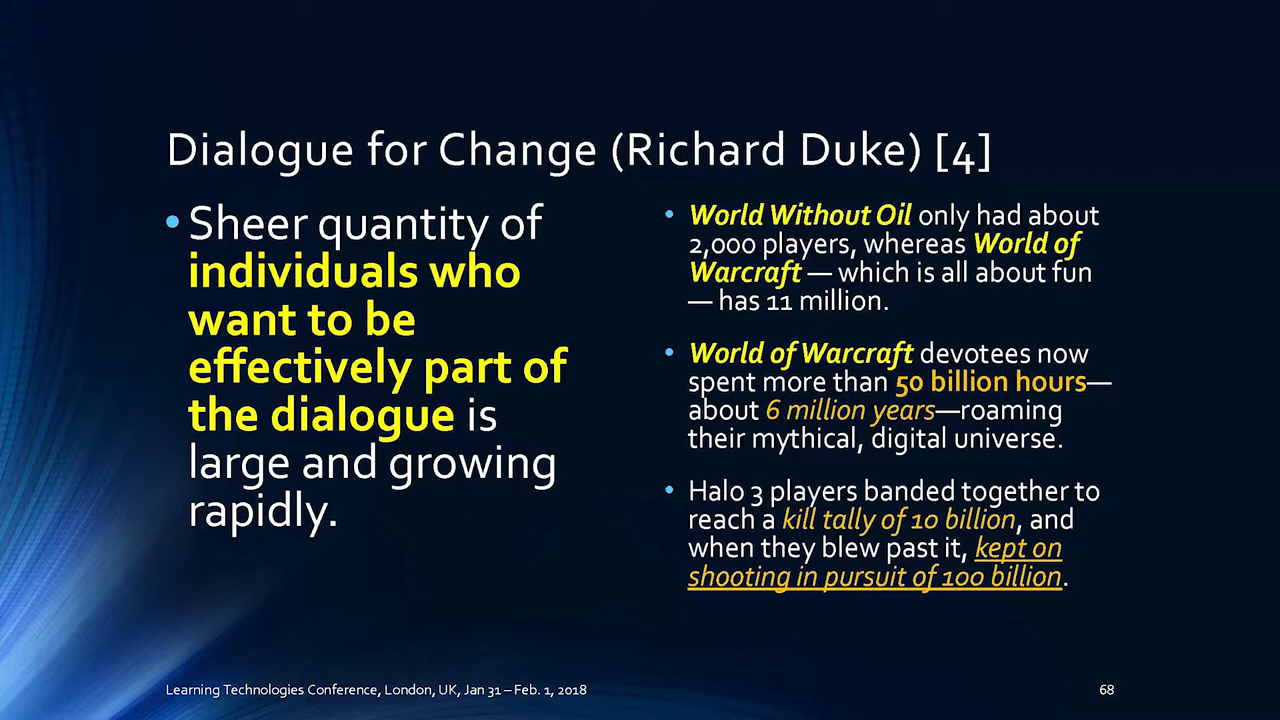 Dialogue for Change (Richard Duke) [4]
• Sheer quantity of
individuals who
want to be
effectively part of
the dialogue is
large and growing
rapidly.
• World Without Oil only had about
2,000 players, whereas World of
Warcraft — which is all about fun
— has 11 million.
• World of Warcraft devotees now
spent more than 50 billion hours—
about 6 million years—roaming
their mythical, digital universe.
• Halo 3 players banded together to
reach a kill tally of 10 billion, and
when they blew past it, kept on
shooting in pursuit of 100 billion.
Learning Technologies Conference, London, UK, Jan 31 – Feb. 1, 2018
68